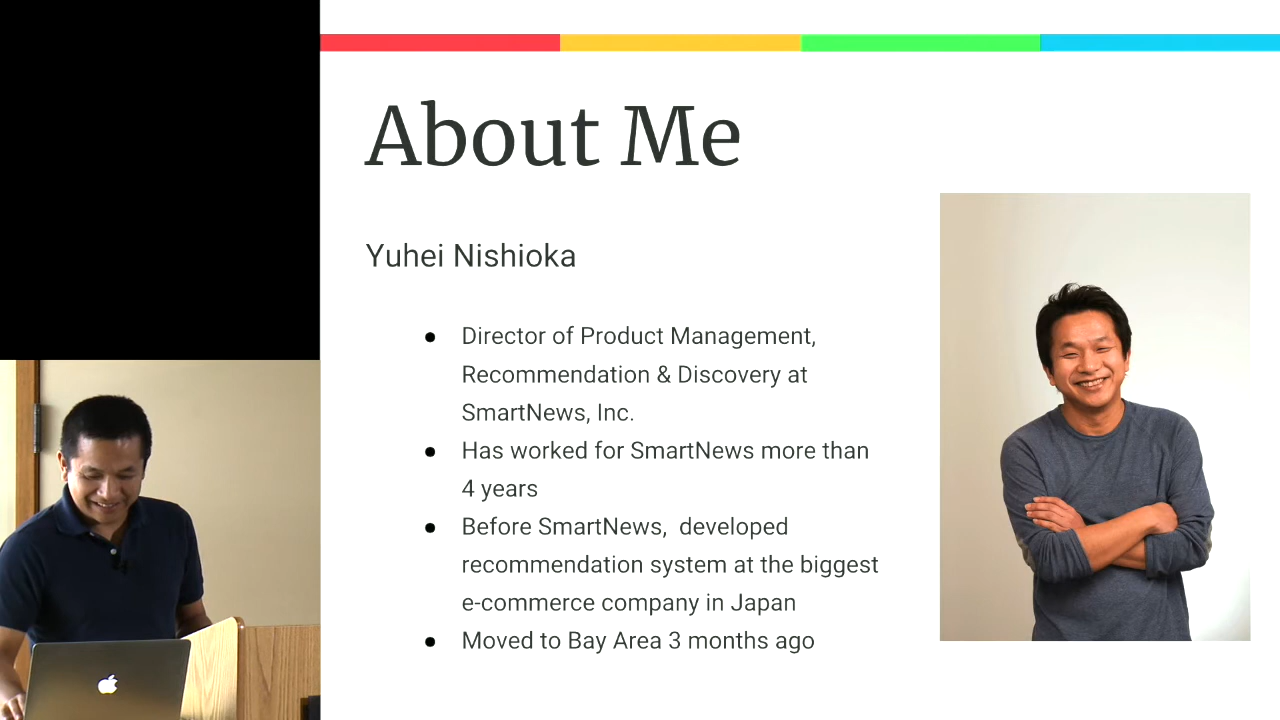 About Me
Yuhei Nishioka
● Director of Product Management,
Recommendation & Discovery at
SmartNews, Inc.
● Has worked for SmartNews more than
4 years
● Before SmartNews,  developed
recommendation system at the biggest
e-commerce company in Japan
● Moved to Bay Area 3 months ago